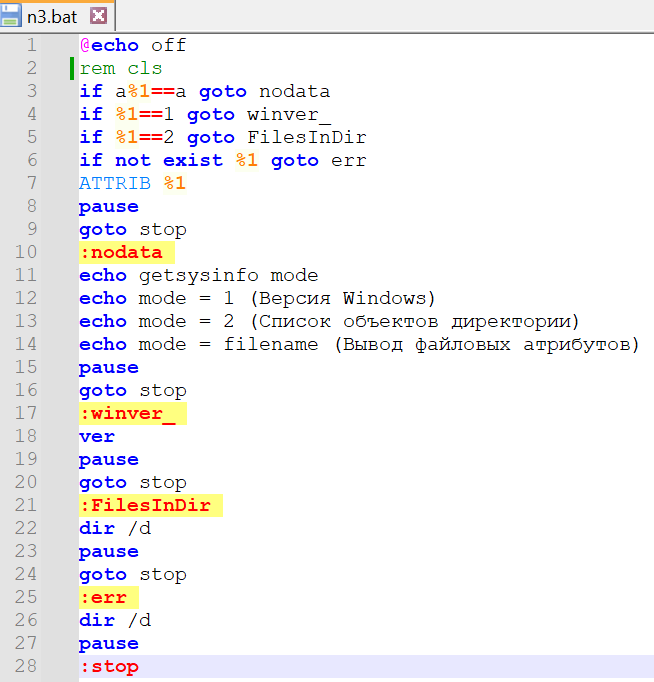 n3.bat
1 @echo off
2 rem cls
3 if a%1==a goto nodata
4 if %1==1 goto winver_
5 if %1==2 goto FilesInDir
6 if not exist %1 goto err
7 ATTRIB %1
8 pause
9 goto stop
10 :nodata
11 echo getsysinfo mode
12 echo mode = 1 (Версия Windows)
13 echo mode = 2 (Список объектов директории)
14 echo mode = filename (Вывод файловых атрибутов)
15 pause
16 goto stop
17 :winver_
18 ver
19 pause
20 goto stop
21 :FilesInDir
22 dir /d
23 pause
24 goto stop
25 :err
26 dir /d
27 pause
28 :stop